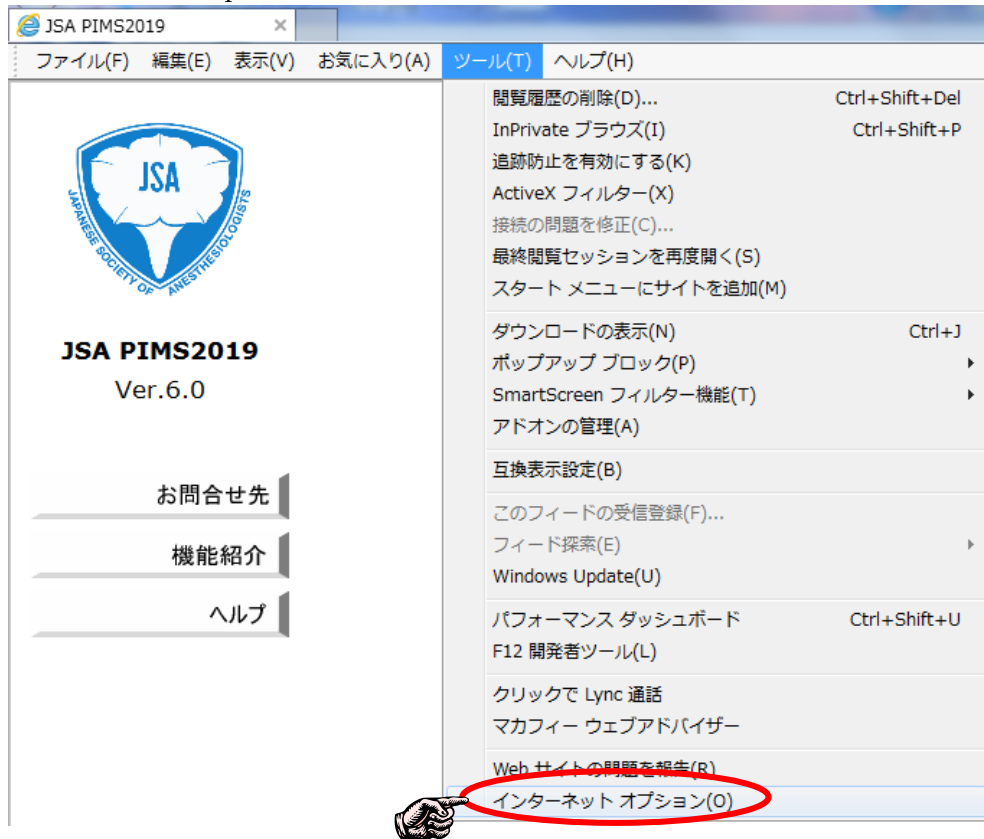 JSA PIMS2019
ファイル(F) 編集(E) 表示(V) お気に入り(A) ツール(T) ヘルプ(H)
JSA
JAPANESE SOCIETY OF ANESTHESIOLOGISTS
JSA PIMS2019
Ver.6.0
お問合せ先
機能紹介
ヘルプ
閲覧履歴の削除(D)... Ctrl+Shift+Del
InPrivate ブラウズ(I) Ctrl+Shift+P
追跡防止を有効にする(K)
ActiveX フィルター(X)
接続の問題を修正(C)...
最終閲覧セッションを再度開く(S)
スタート メニューにサイトを追加(M)
ダウンロードの表示(N) Ctrl+J
ポップアップ ブロック(P)
SmartScreen フィルター機能(T)
アドオンの管理(A)
互換表示設定(B)
このフィードの受信登録(F)...
フィード探索(E)
Windows Update(U)
パフォーマンス ダッシュボード Ctrl+Shift+U
F12 開発者ツール(L)
クリックで Lync 通話
マカフィー ウェブアドバイザー
Web サイトの問題を報告(R)
インターネット オプション(O)